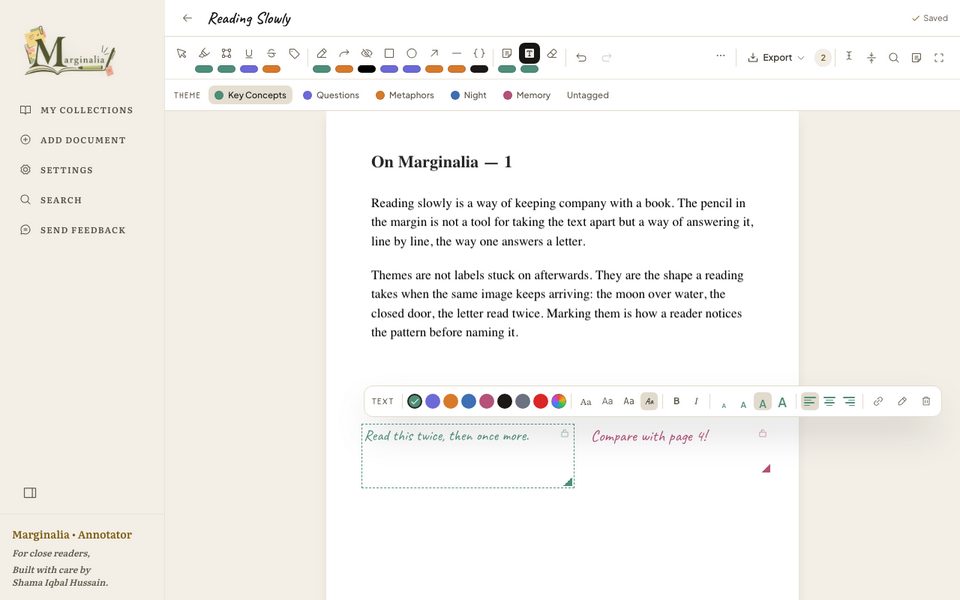 Marginalia
MY COLLECTIONS
ADD DOCUMENT
SETTINGS
SEARCH
SEND FEEDBACK
Marginalia • Annotator
For close readers,
Built with care by
Shama Iqbal Hussain.
Reading Slowly
Saved
Export
2
THEME Key Concepts Questions Metaphors Night Memory Untagged
On Marginalia — 1
Reading slowly is a way of keeping company with a book. The pencil in
the margin is not a tool for taking the text apart but a way of answering it,
line by line, the way one answers a letter.
Themes are not labels stuck on afterwards. They are the shape a reading
takes when the same image keeps arriving: the moon over water, the
closed door, the letter read twice. Marking them is how a reader notices
the pattern before naming it.
TEXT Aa Aa Aa Aa B I A A A A
Read this twice, then once more.
Compare with page 4!